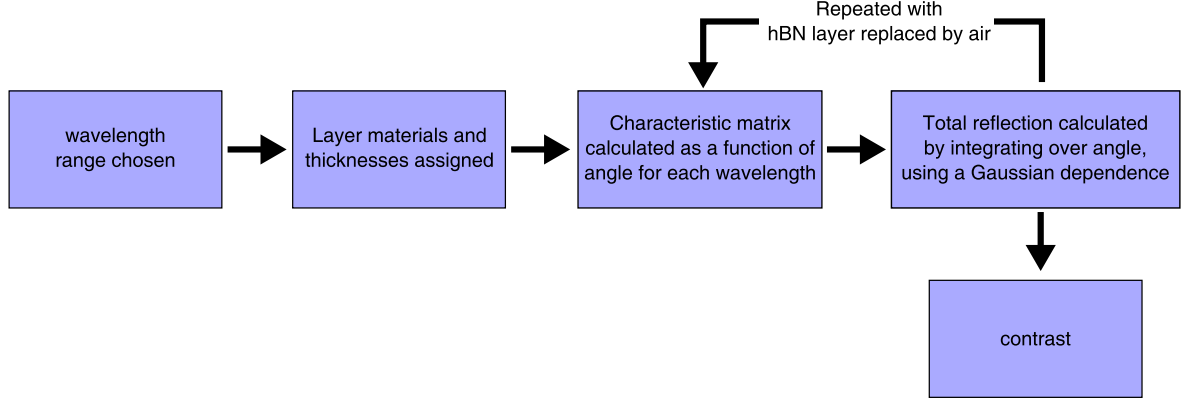 Repeated with
hBN layer replaced by air
wavelength
range chosen
Layer materials and
thicknesses assigned
Characteristic matrix
calculated as a function of
angle for each wavelength
Total reflection calculated
by integrating over angle,
using a Gaussian dependence
contrast